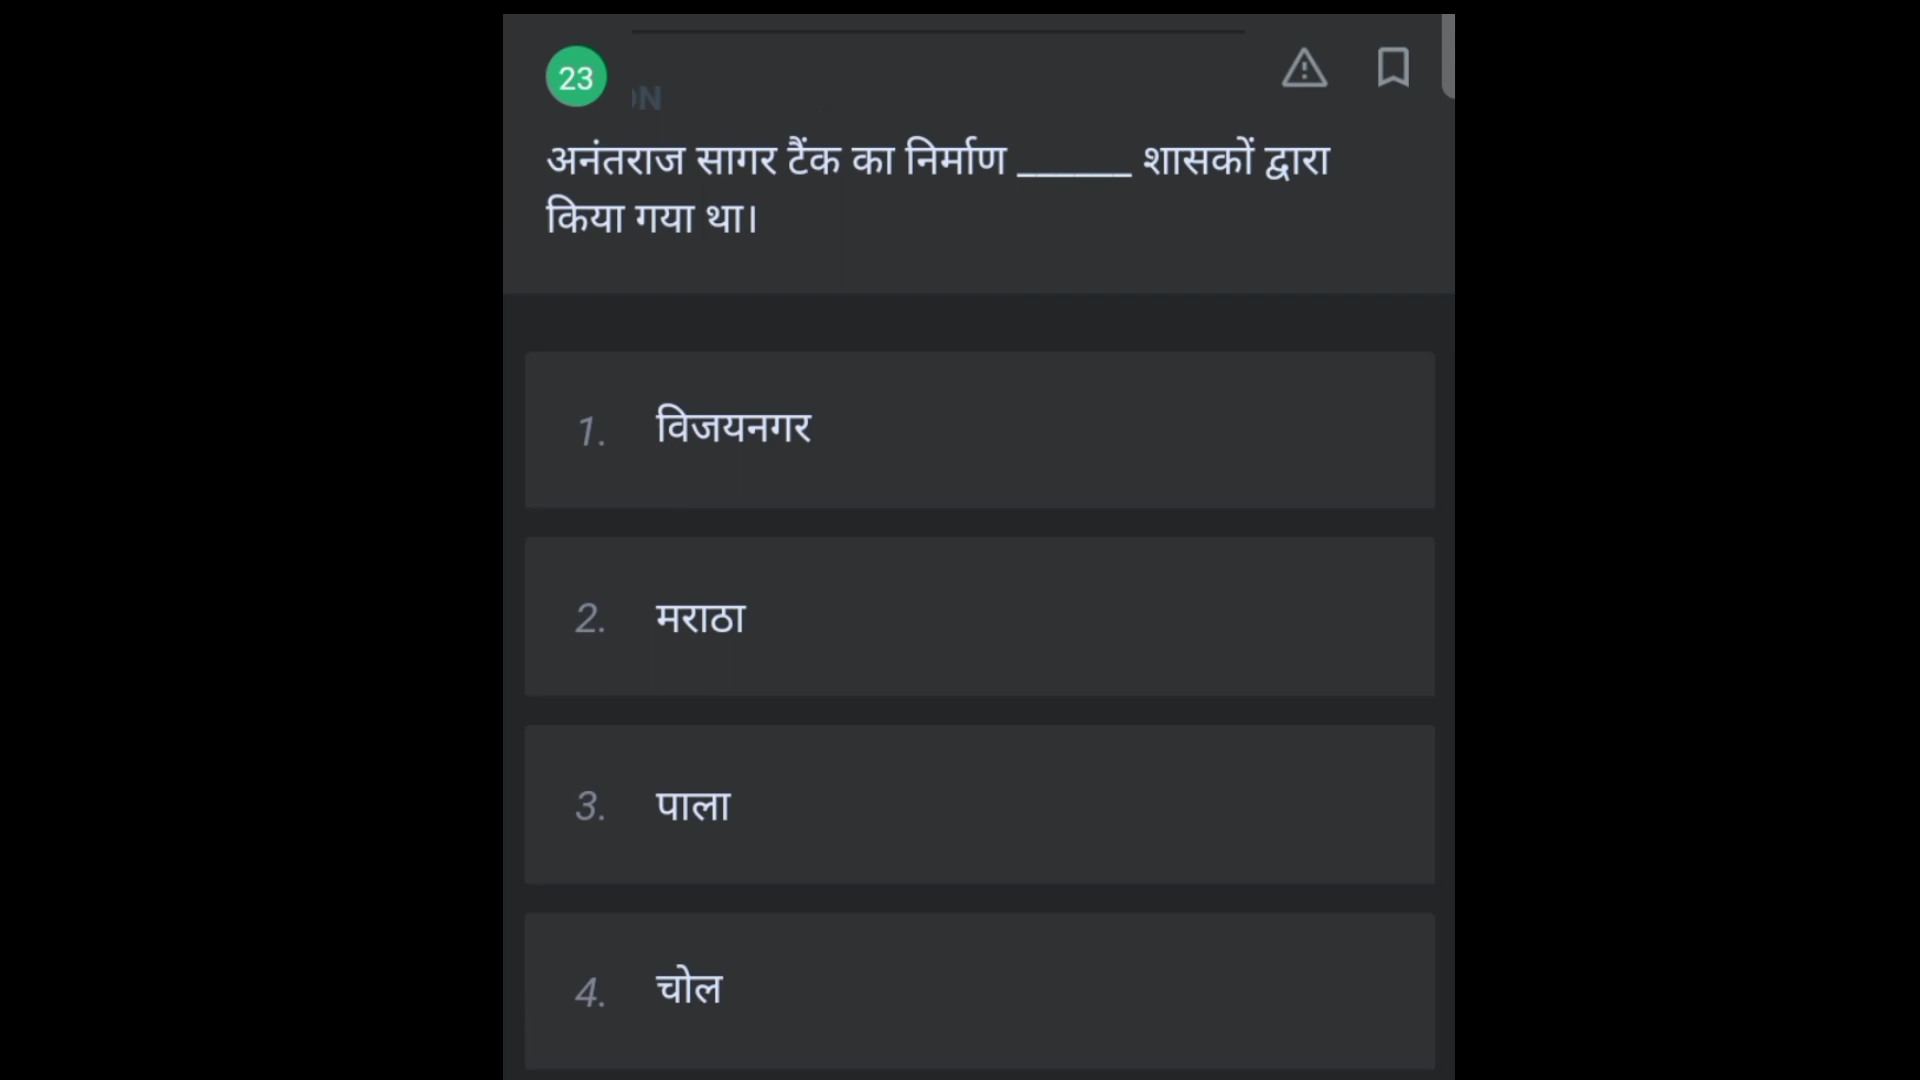 23
अनंतराज सागर टैंक का निर्माण ______ शासकों द्वारा
किया गया था।
1. विजयनगर
2. मराठा
3. पाला
4. चोल